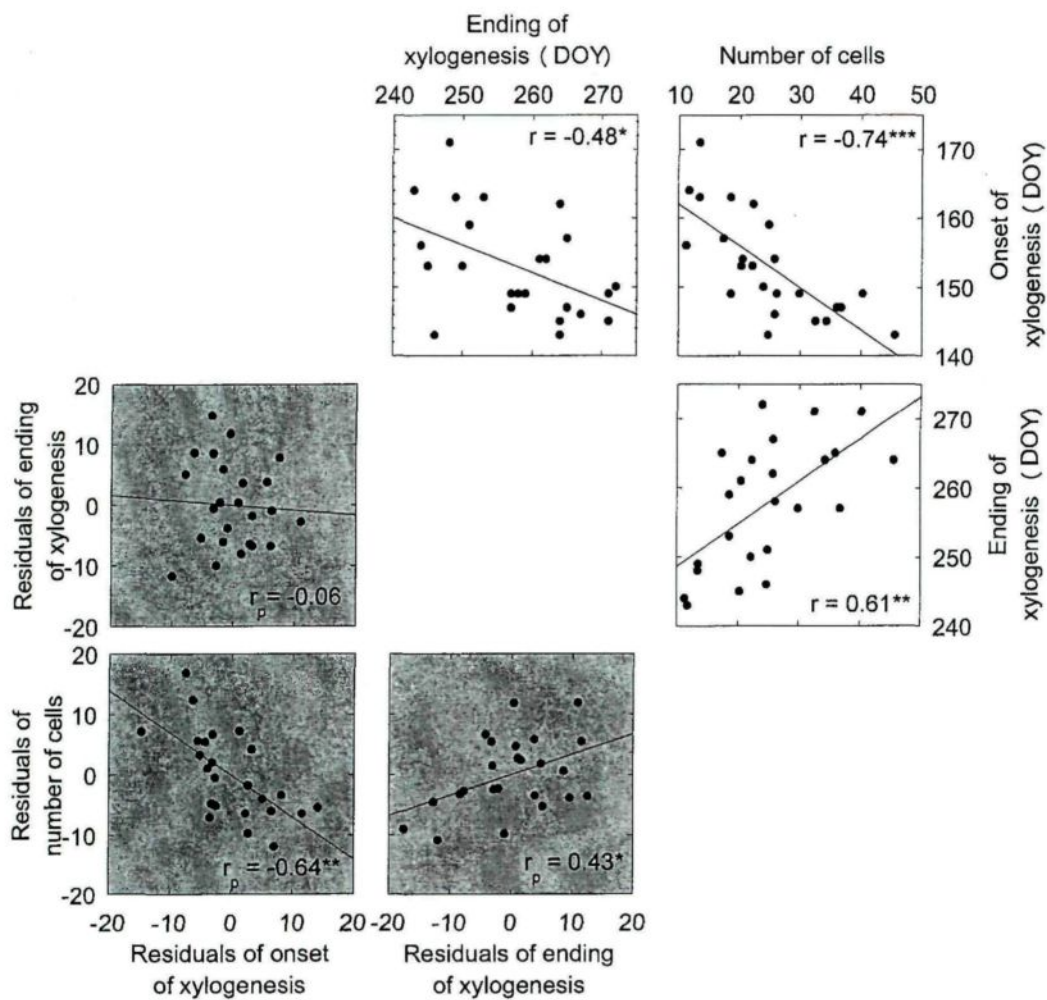 Ending of
xylogenesis ( DOY)
Number of cells
240 250 260 270
10 20 30 40 50
r = -0.48*
r = -0.74***
170
160
150
140
Onset of
xylogenesis ( DOY)
20
10
0
-10
-20
Residuals of ending
of xylogenesis
r_p = -0.06
r = 0.61**
270
260
250
240
Ending of
xylogenesis ( DOY)
20
10
0
-10
-20
Residuals of
number of cells
r_p = -0.64**
r_p = 0.43*
-20 -10 0 10 20
-10 0 10 20
Residuals of onset
of xylogenesis
Residuals of ending
of xylogenesis